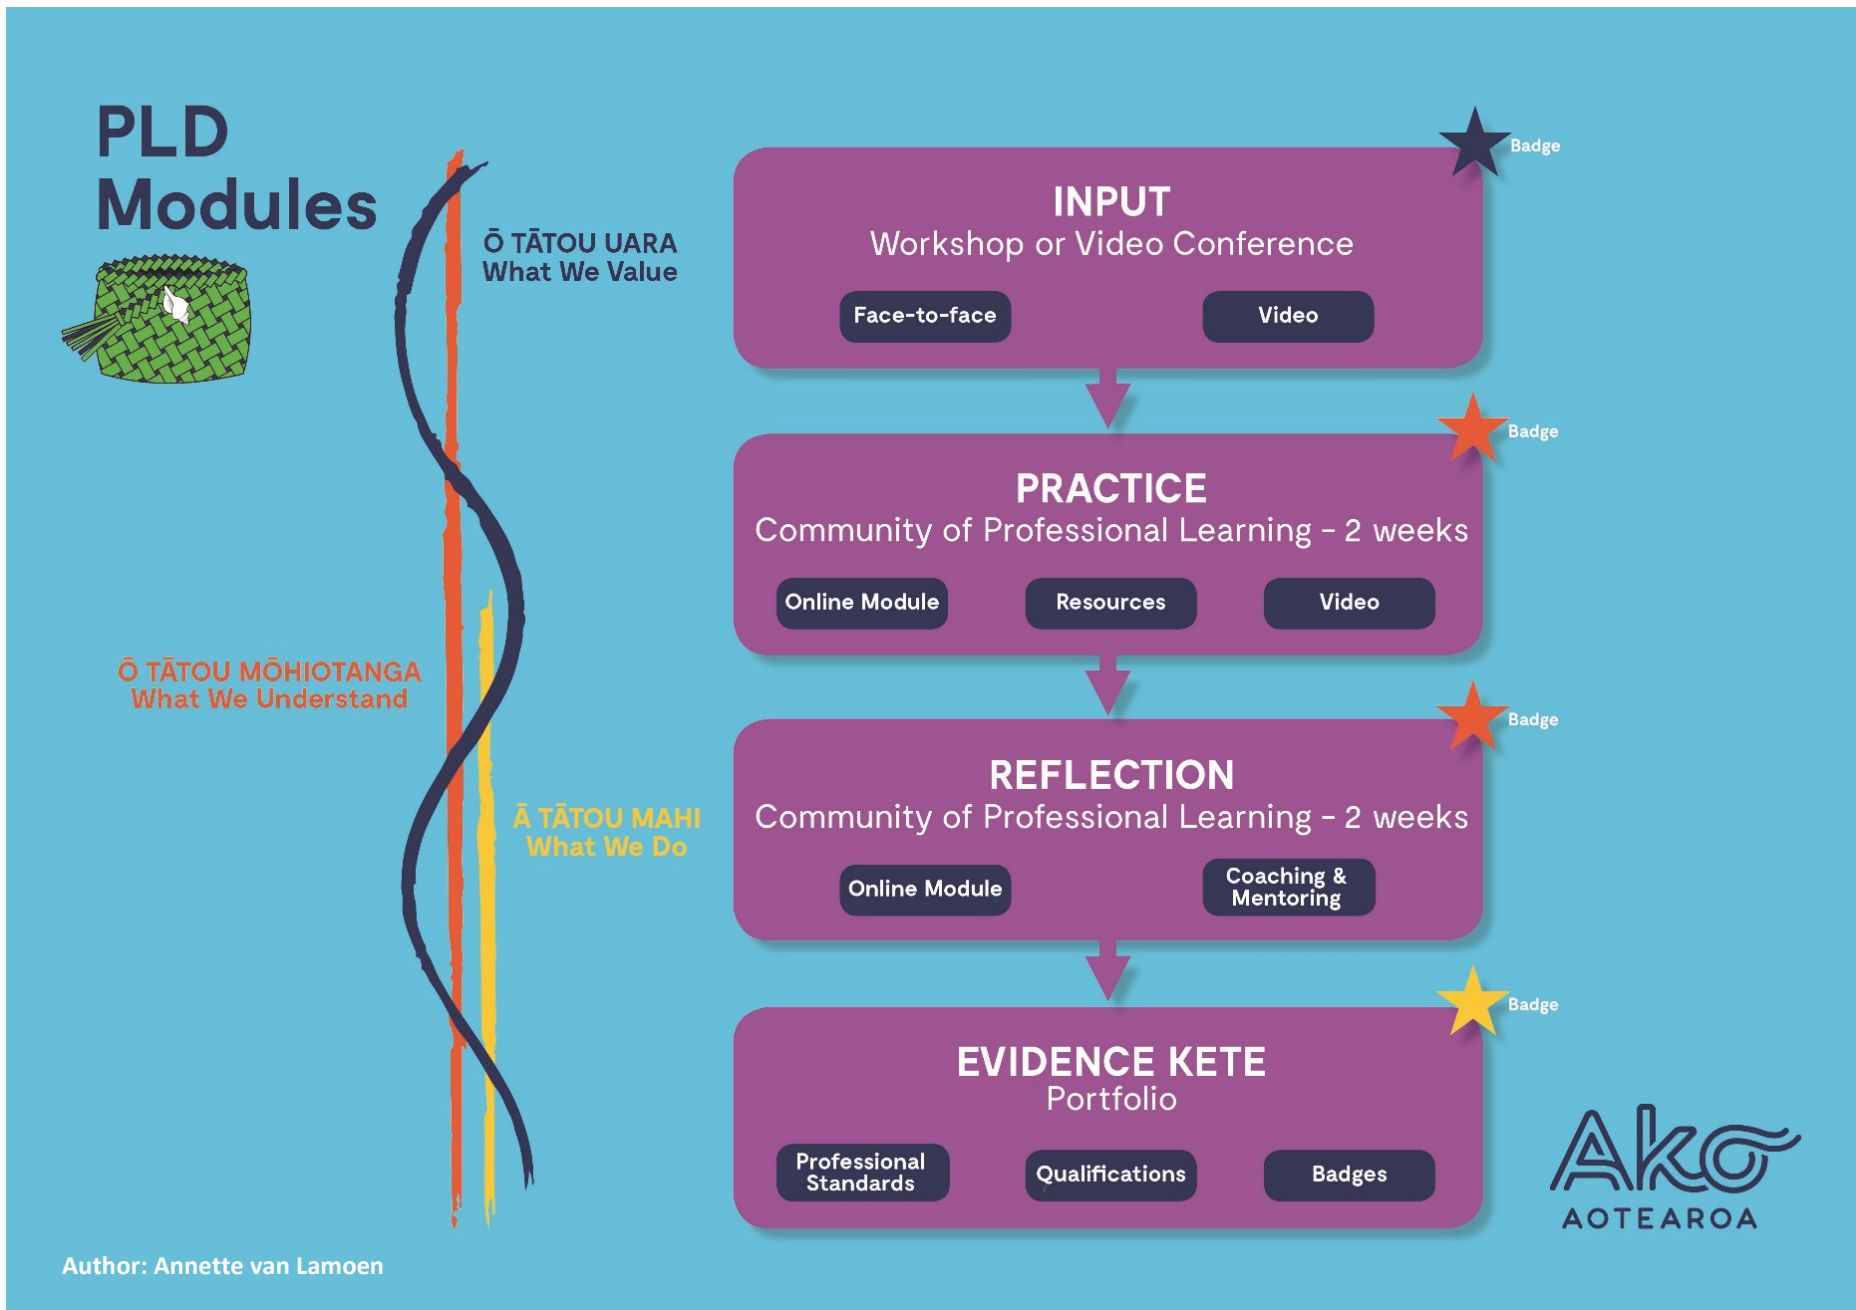 PLD
Modules
Ō TĀTOU UARA
What We Value
Ō TĀTOU MŌHIOTANGA
What We Understand
Ā TĀTOU MAHI
What We Do
INPUT
Badge
Workshop or Video Conference
Face-to-face
Video
PRACTICE
Badge
Community of Professional Learning - 2 weeks
Online Module
Resources
Video
REFLECTION
Badge
Community of Professional Learning - 2 weeks
Online Module
Coaching &
Mentoring
EVIDENCE KETE
Badge
Portfolio
Professional
Standards
Qualifications
Badges
Ako
AOTEAROA
Author: Annette van Lamoen